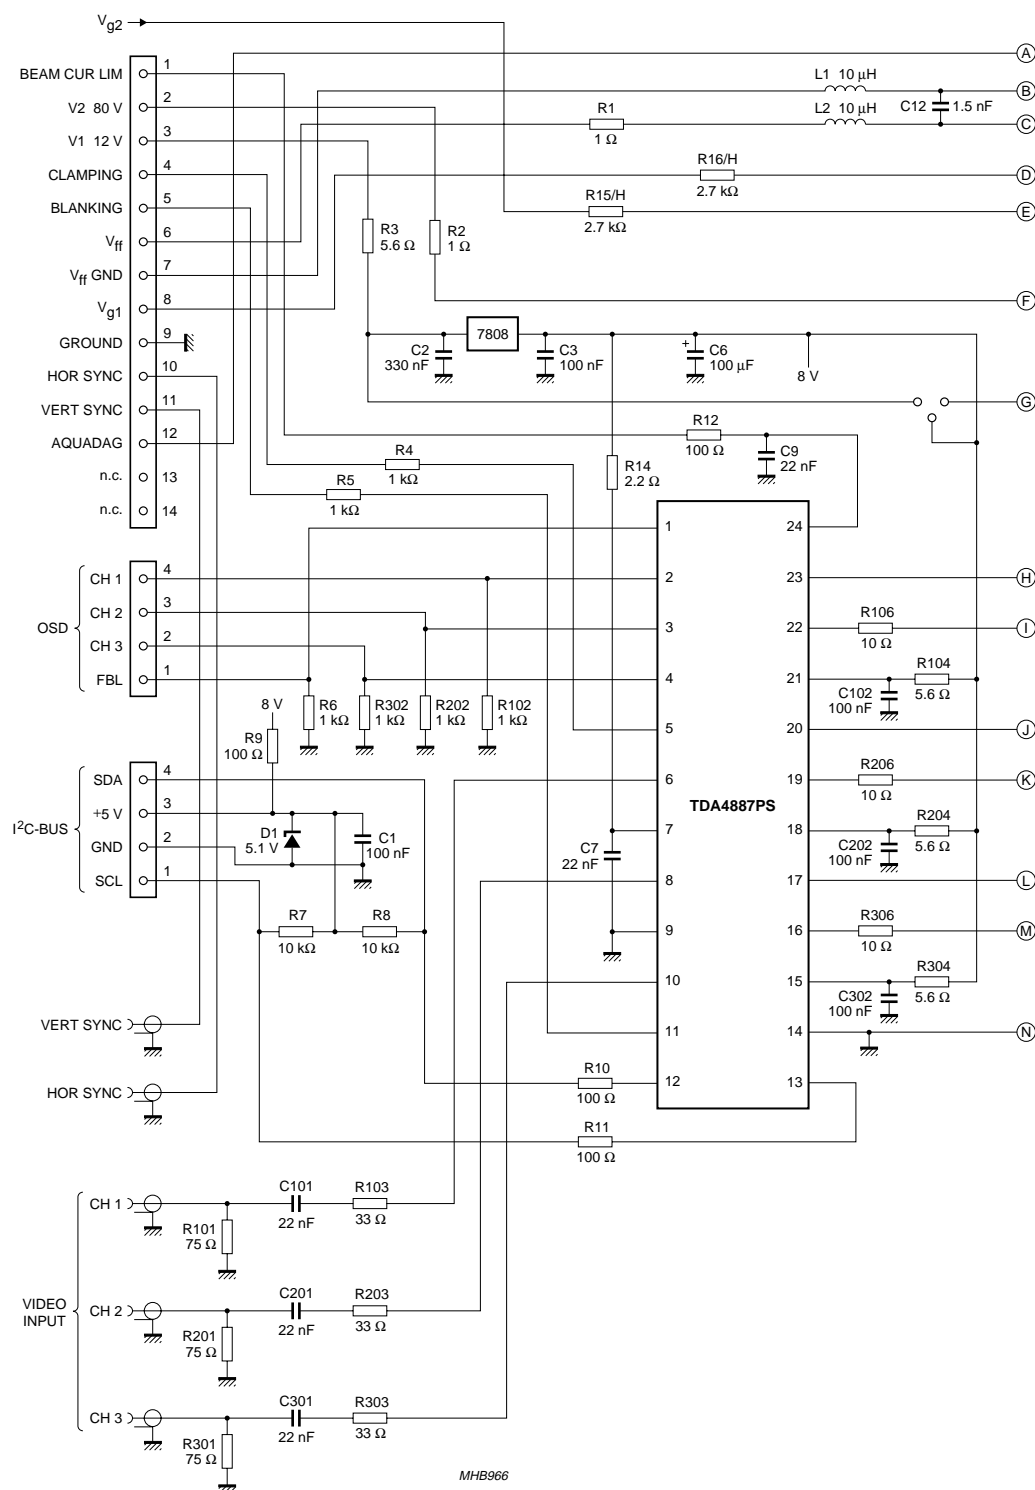 Vg2
A
BEAM CUR LIM 1
L1 10 μH
B
V2 80 V 2
C12 1.5 nF
R1
1 Ω
L2 10 μH
C
V1 12 V 3
CLAMPING 4
R16/H
2.7 kΩ
D
BLANKING 5
R15/H
2.7 kΩ
E
Vff 6
R3
5.6 Ω
R2
1 Ω
Vff GND 7
Vg1 8
F
GROUND 9
7808
C2
330 nF
C3
100 nF
+
C6
100 μF
8 V
HOR SYNC 10
VERT SYNC 11
G
AQUADAG 12
R12
100 Ω
C9
22 nF
n.c. 13
R4
1 kΩ
R14
2.2 Ω
n.c. 14
R5
1 kΩ
TDA4887PS
1
2
3
4
5
6
7
8
9
10
11
12
24
23
22
21
20
19
18
17
16
15
14
13
OSD
CH 1 4
CH 2 3
CH 3 2
FBL 1
H
R106
10 Ω
I
R104
5.6 Ω
C102
100 nF
J
R6
1 kΩ
R302
1 kΩ
R202
1 kΩ
R102
1 kΩ
8 V
R9
100 Ω
I2C-BUS
SDA 4
+5 V 3
GND 2
SCL 1
D1
5.1 V
C1
100 nF
C7
22 nF
R206
10 Ω
K
R204
5.6 Ω
C202
100 nF
L
R7
10 kΩ
R8
10 kΩ
R306
10 Ω
M
R304
5.6 Ω
C302
100 nF
N
VERT SYNC
HOR SYNC
R10
100 Ω
R11
100 Ω
VIDEO
INPUT
CH 1
R101
75 Ω
C101
22 nF
R103
33 Ω
CH 2
R201
75 Ω
C201
22 nF
R203
33 Ω
CH 3
R301
75 Ω
C301
22 nF
R303
33 Ω
MHB966